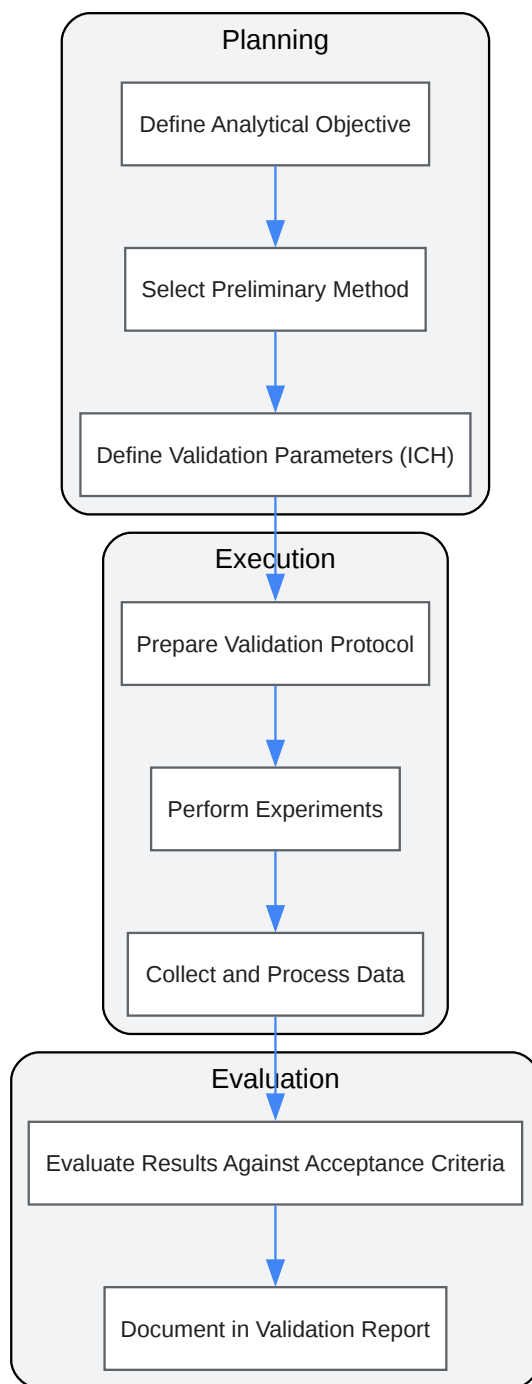 Planning
Define Analytical Objective
Select Preliminary Method
Define Validation Parameters (ICH)
Execution
Prepare Validation Protocol
Perform Experiments
Collect and Process Data
Evaluation
Evaluate Results Against Acceptance Criteria
Document in Validation Report